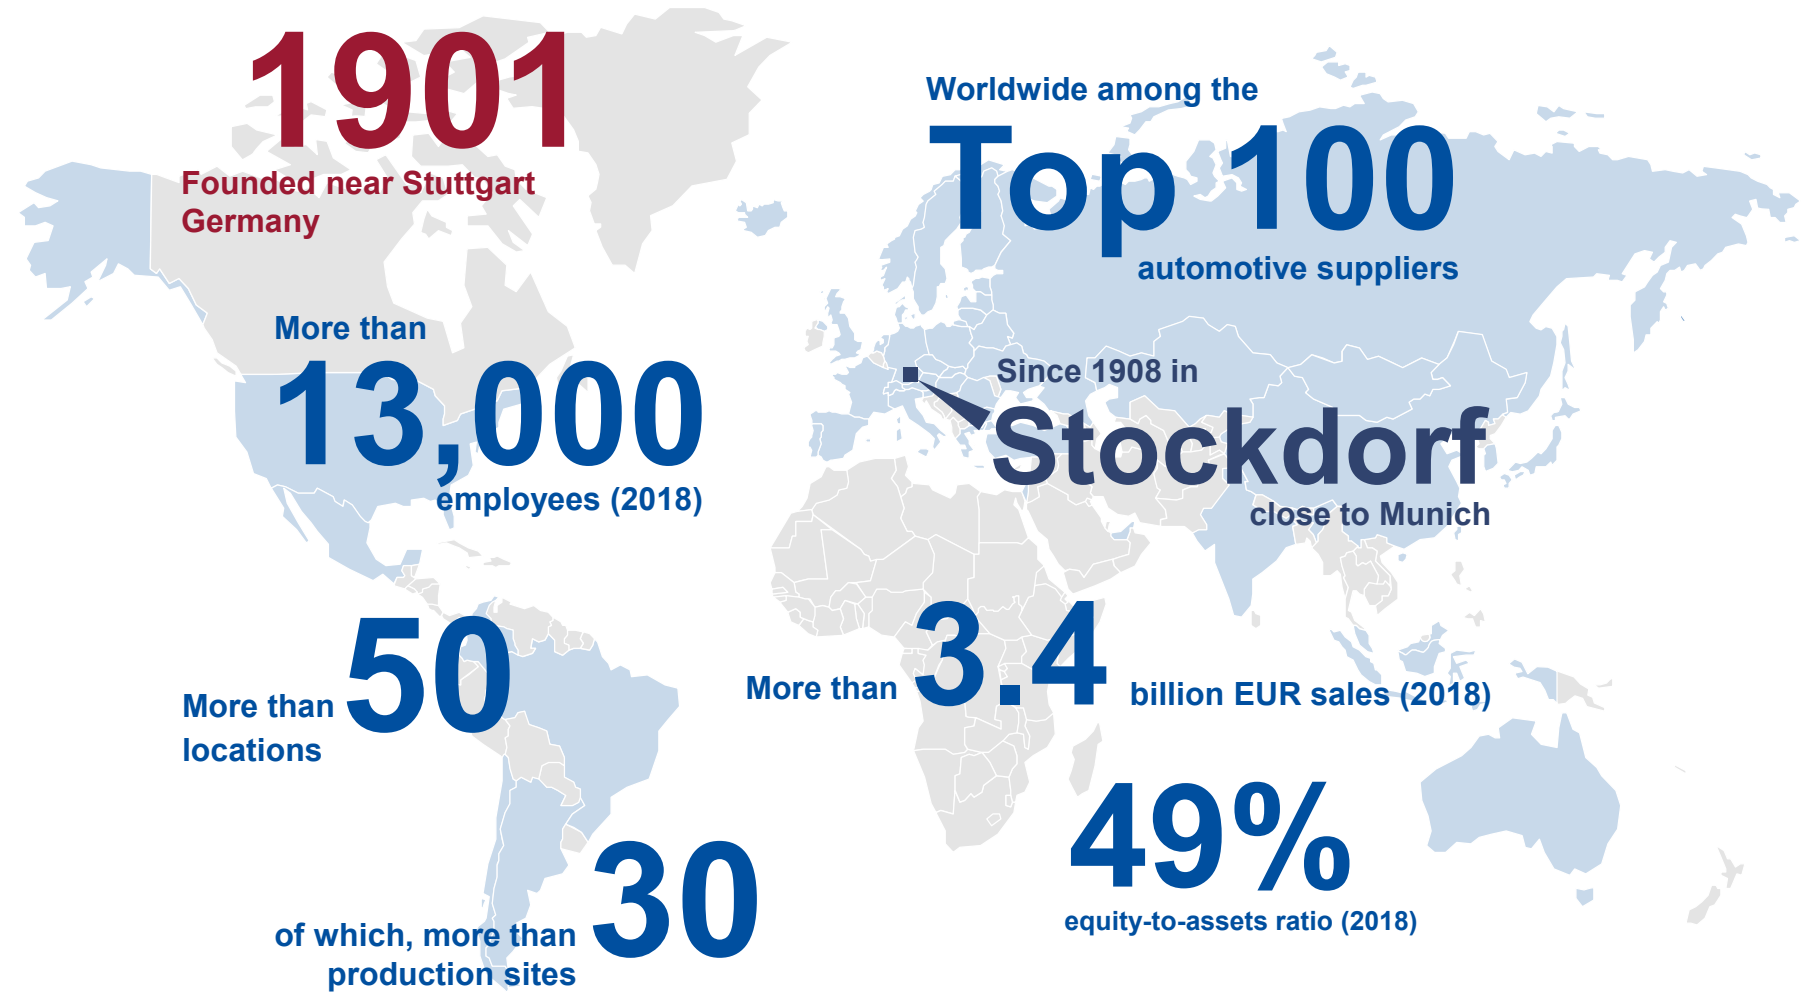 1901
Founded near Stuttgart
Germany
Worldwide among the
Top 100
automotive suppliers
More than
13,000
employees (2018)
Since 1908 in
Stockdorf
close to Munich
More than 50
locations
More than 3.4 billion EUR sales (2018)
49%
equity-to-assets ratio (2018)
of which, more than 30
production sites